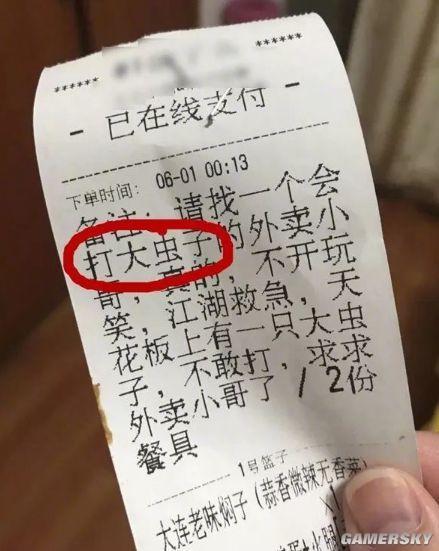 ******
******
- 已在线支付 -
下单时间： 06-01 00:13
备注：请找一个会
打大虫子的外卖小
哥，真的，不开玩
笑，江湖救急，天
花板上有一只大虫
子，不敢打，求求
外卖小哥了 / 2份
餐具
1号篮子
大连老味焖子（蒜香微辣无香菜）
GAMERSKY